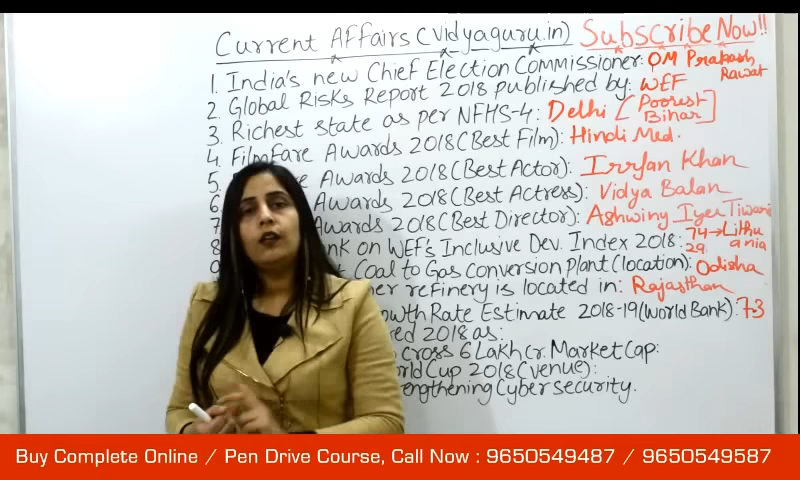 Current Affairs (vidyaguru.in) Subscribe Now!!
1. India's new Chief Election Commissioner: OM Prakash Rawat
2. Global Risks Report 2018 published by: WEF
3. Richest state as per NFHS-4: Delhi [Poorest Bihar]
4. FilmFare Awards 2018 (Best Film): Hindi Med.
5. Awards 2018 (Best Actor): Irrfan Khan
6. Awards 2018 (Best Actress): Vidya Balan
7. Awards 2018 (Best Director): Ashwiny Iyer Tiwari
8. on WEF's Inclusive Dev. Index 2018: 74→Lithuania 29
Coal to Gas conversion plant (location): Odisha
refinery is located in: Rajasthan
Rate Estimate 2018-19 (World Bank): 7.3
2018 as:
cross 6 Lakh Cr. Market Cap:
Cup 2018 (venue):
Cyber security.
Buy Complete Online / Pen Drive Course, Call Now : 9650549487 / 9650549587